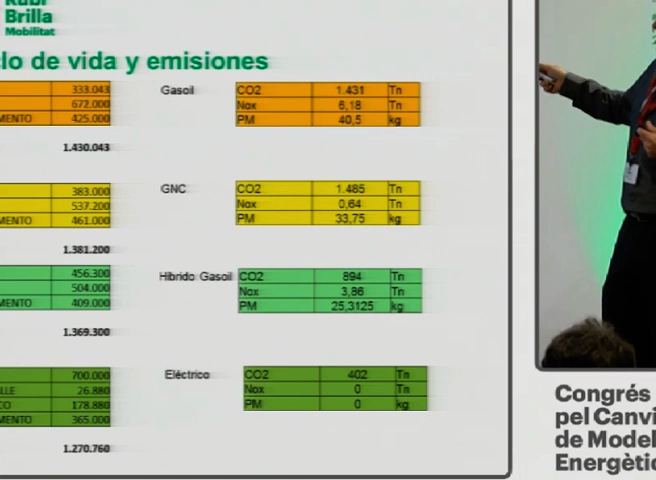 Rubí
Brilla
Mobilitat
clo de vida y emisiones
333.043 Gasoil CO2 1.431 Tn
672.000 Nox 6,18 Tn
MENTO 425.000 PM 40,5 kg
1.430.043
383.000 GNC CO2 1.485 Tn
537.200 Nox 0,64 Tn
MENTO 461.000 PM 33,75 kg
1.381.200
456.300 Híbrido Gasoil CO2 894 Tn
504.000 Nox 3,86 Tn
MENTO 409.000 PM 25,3125 kg
1.369.300
700.000 Eléctrico CO2 402 Tn
LLE 26.880 Nox 0 Tn
CO 178.880 PM 0 kg
MENTO 365.000
1.270.760
Congrés
pel Canvi
de Model
Energètic